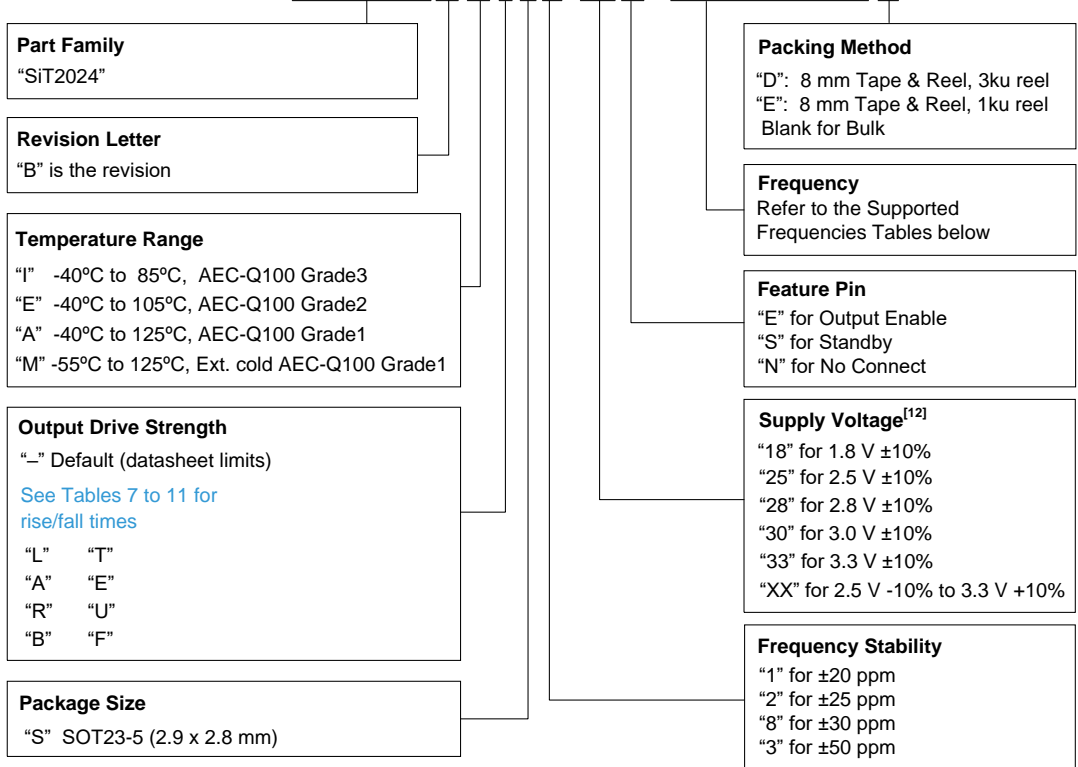 Part Family
“SiT2024”
Revision Letter
“B” is the revision
Temperature Range
“I” -40ºC to 85ºC, AEC-Q100 Grade3
“E” -40ºC to 105ºC, AEC-Q100 Grade2
“A” -40ºC to 125ºC, AEC-Q100 Grade1
“M” -55ºC to 125ºC, Ext. cold AEC-Q100 Grade1
Output Drive Strength
“–” Default (datasheet limits)
See Tables 7 to 11 for
rise/fall times
“L” “T”
“A” “E”
“R” “U”
“B” “F”
Package Size
“S” SOT23-5 (2.9 x 2.8 mm)
Packing Method
“D”: 8 mm Tape & Reel, 3ku reel
“E”: 8 mm Tape & Reel, 1ku reel
Blank for Bulk
Frequency
Refer to the Supported
Frequencies Tables below
Feature Pin
“E” for Output Enable
“S” for Standby
“N” for No Connect
Supply Voltage[12]
“18” for 1.8 V ±10%
“25” for 2.5 V ±10%
“28” for 2.8 V ±10%
“30” for 3.0 V ±10%
“33” for 3.3 V ±10%
“XX” for 2.5 V -10% to 3.3 V +10%
Frequency Stability
“1” for ±20 ppm
“2” for ±25 ppm
“8” for ±30 ppm
“3” for ±50 ppm